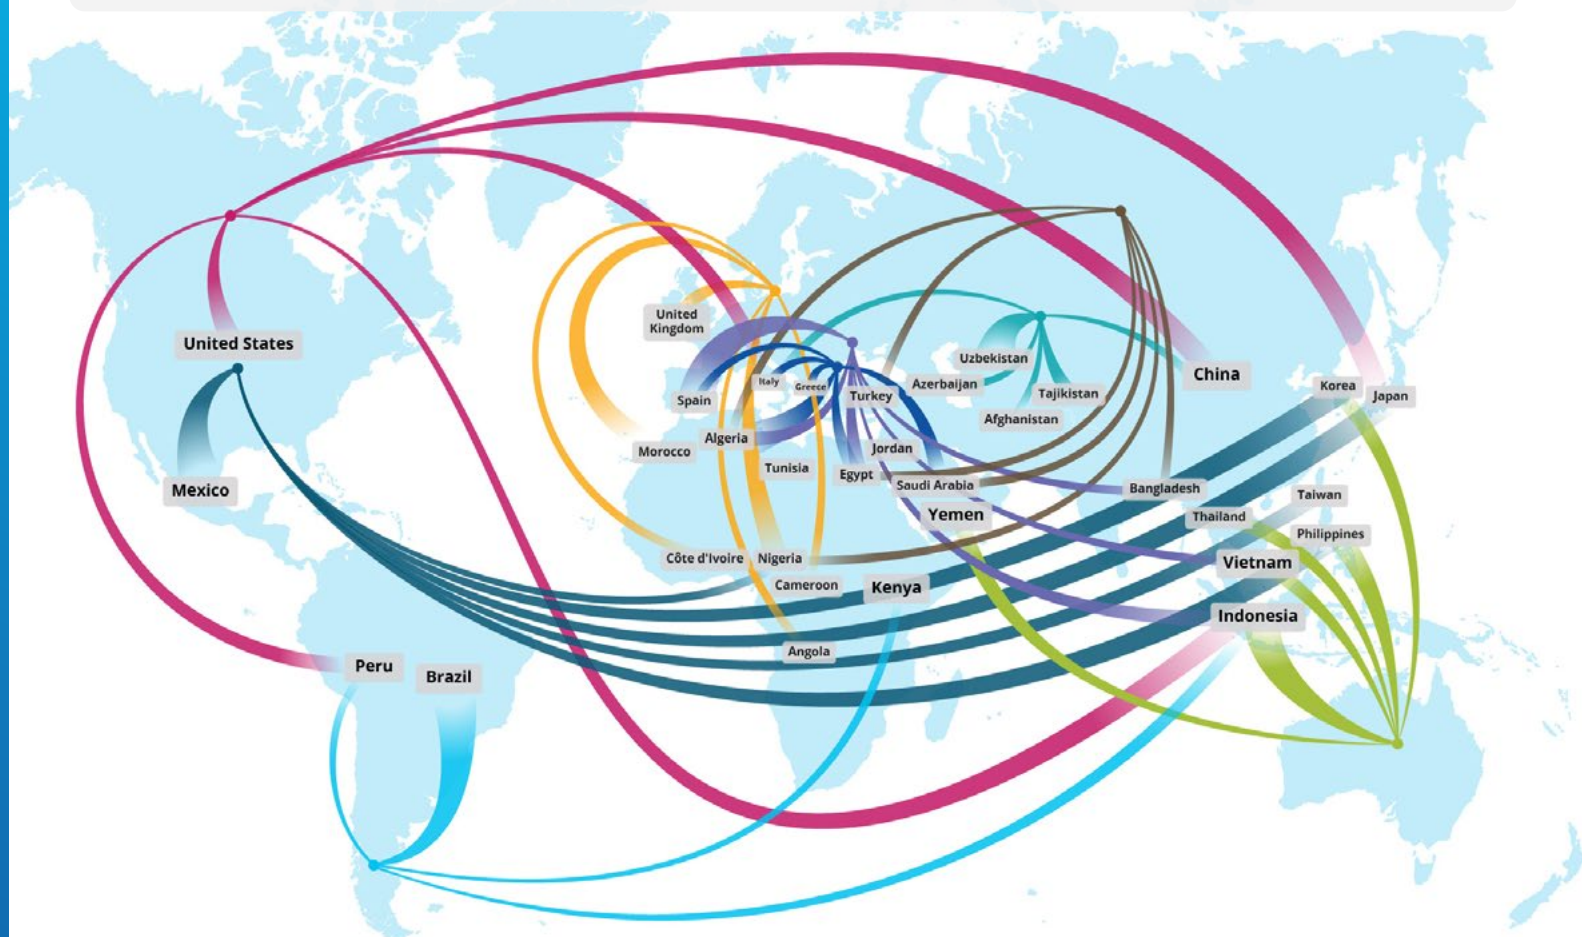 United
Kingdom
United States
Uzbekistan
China
Italy
Greece
Azerbaijan
Korea
Spain
Turkey
Tajikistan
Japan
Afghanistan
Algeria
Morocco
Jordan
Tunisia
Egypt
Saudi Arabia
Bangladesh
Mexico
Taiwan
Yemen
Thailand
Philippines
Côte d'Ivoire
Nigeria
Vietnam
Cameroon
Kenya
Indonesia
Angola
Peru
Brazil